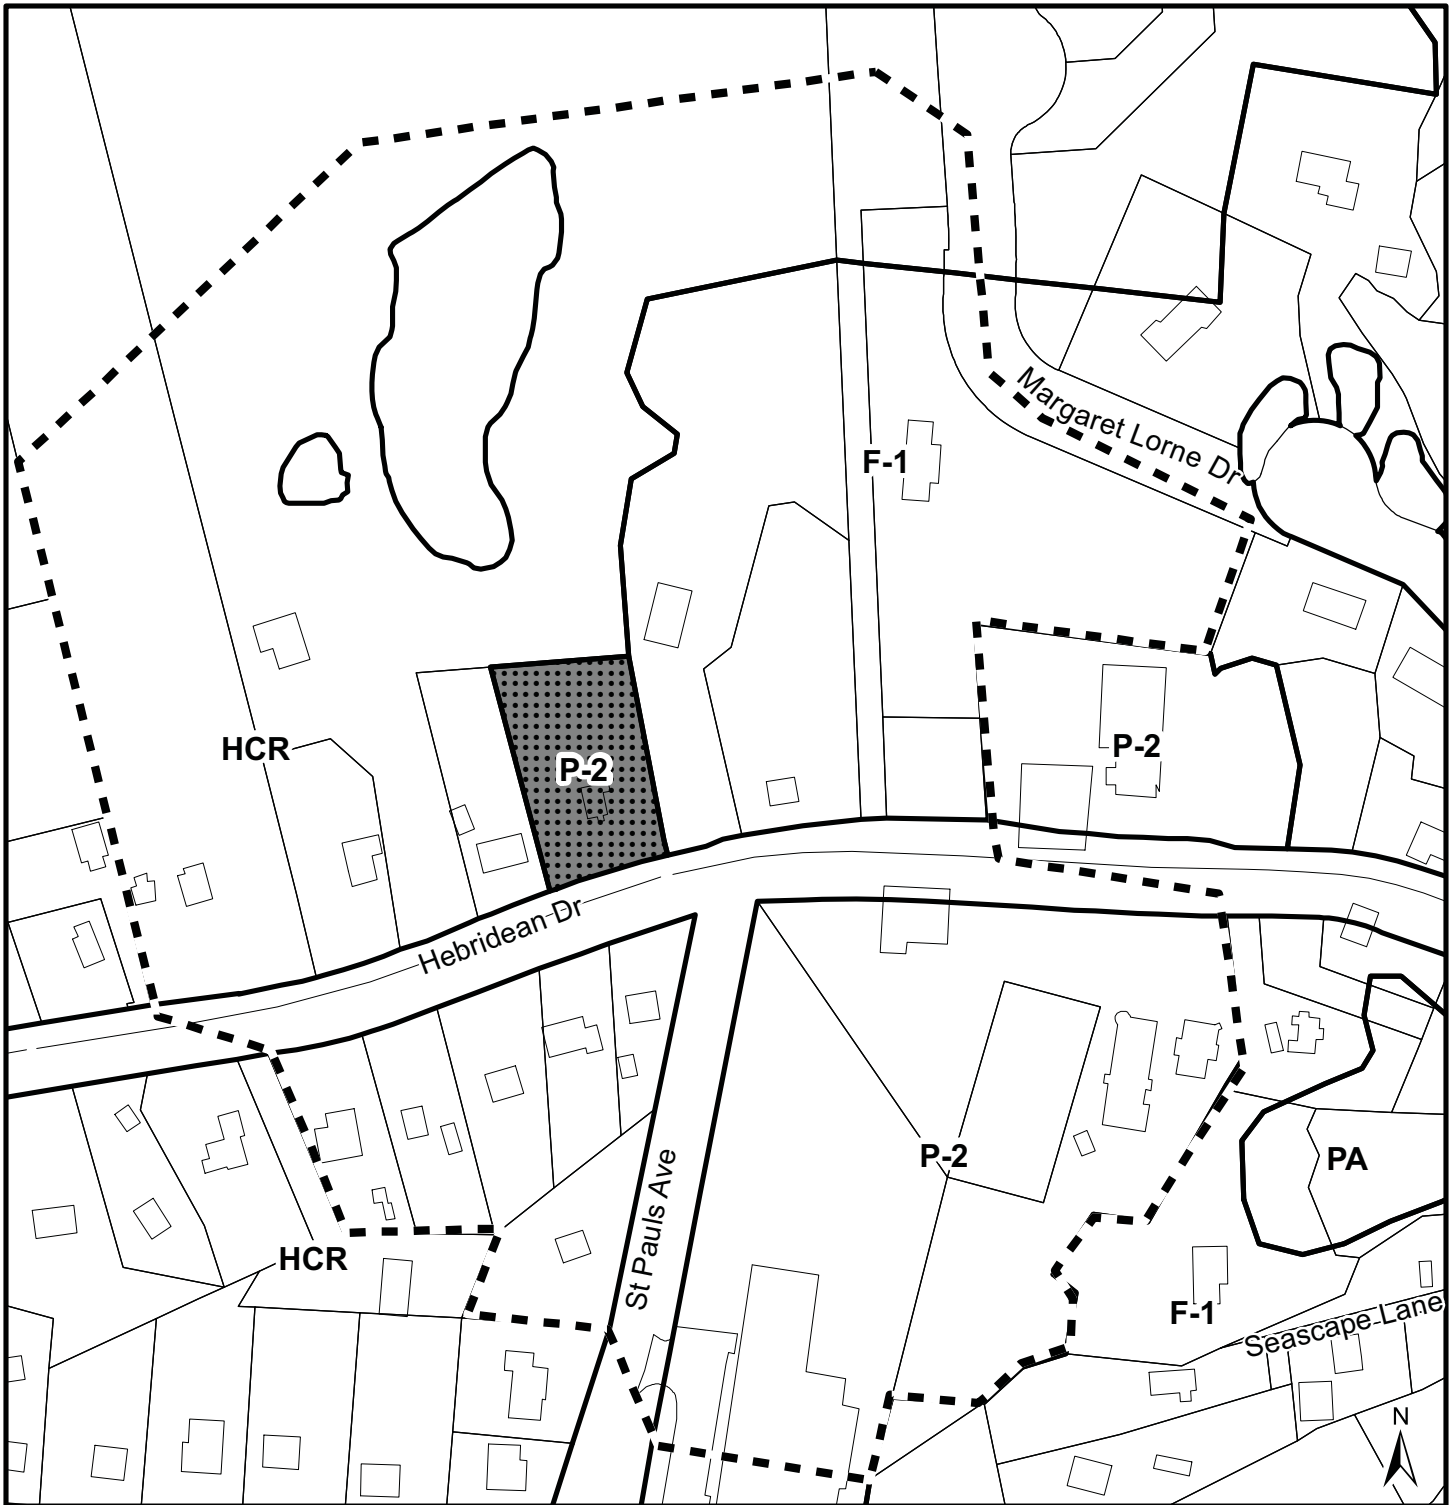 Margaret Lorne Dr
F-1
HCR
P-2
P-2
Hebridean Dr
P-2
PA
St Pauls Ave
HCR
F-1
Seascape Lane
N